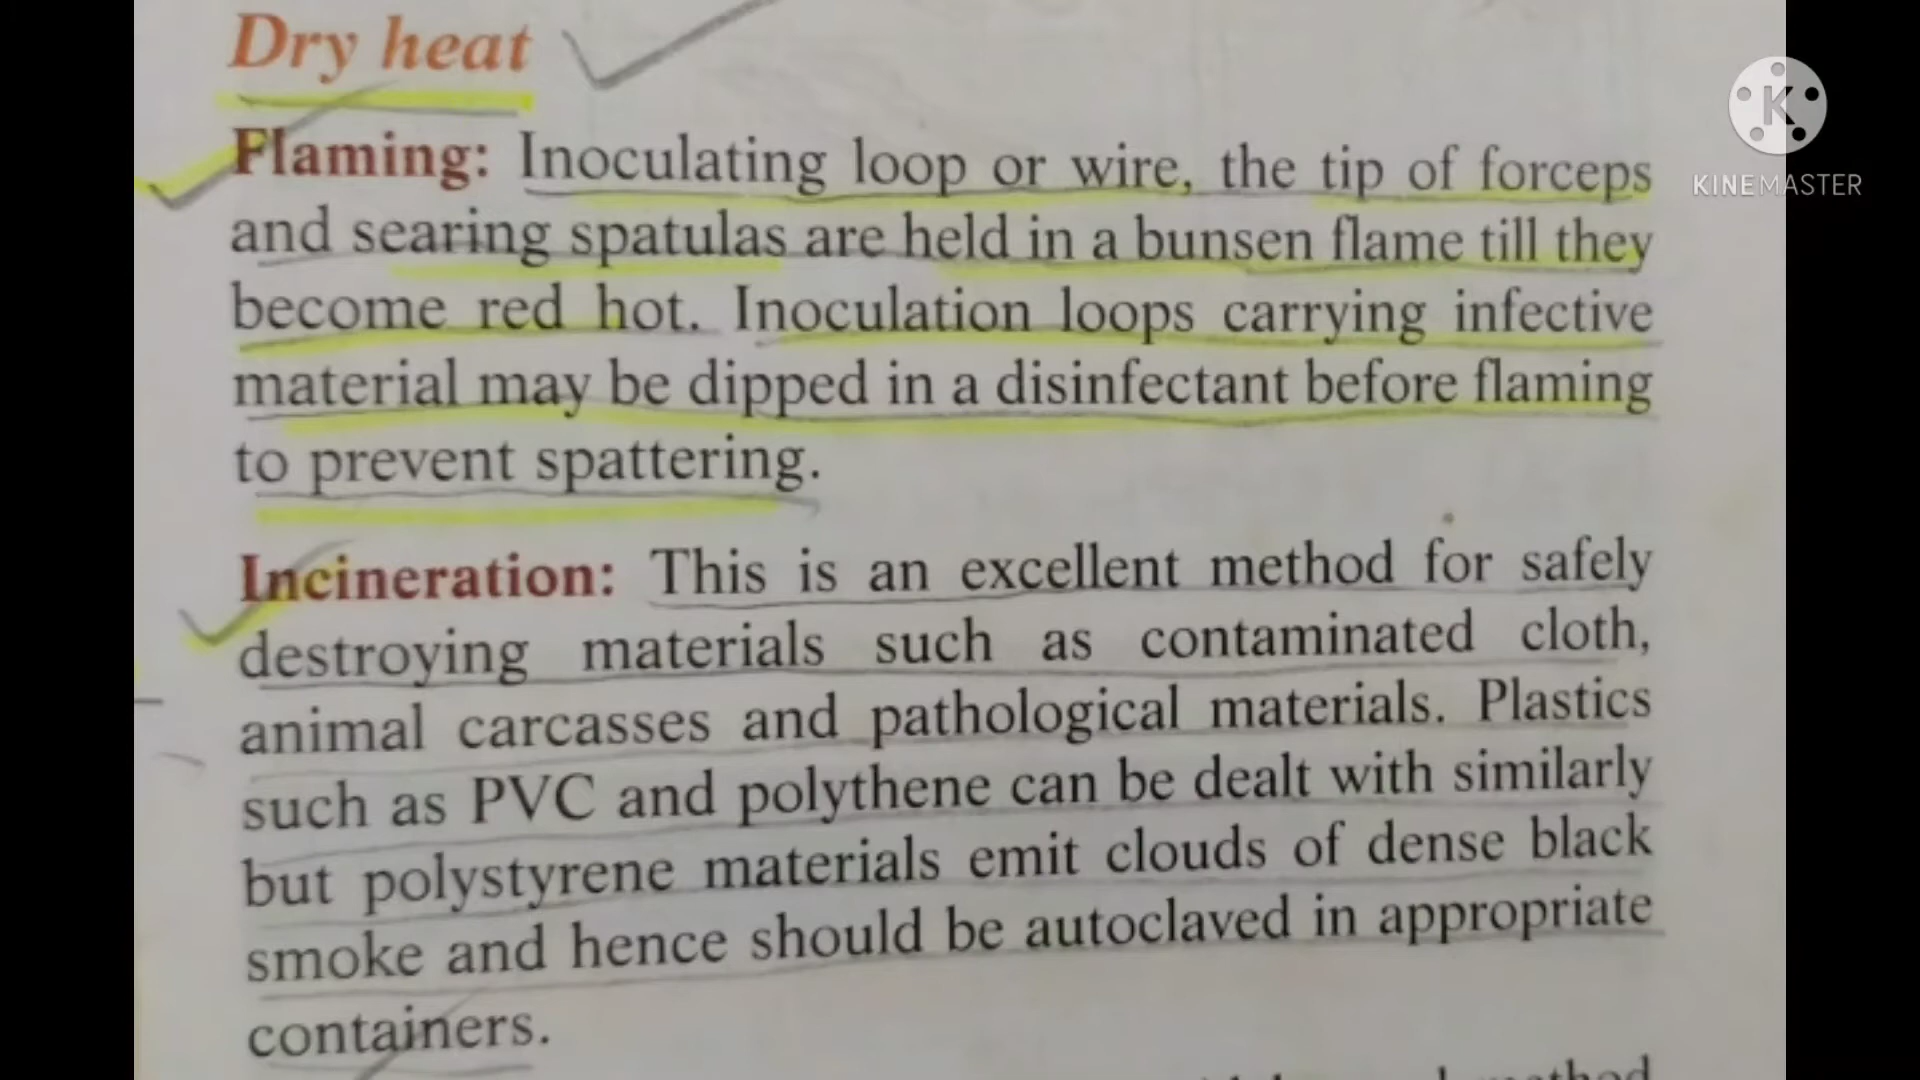 Dry heat
Flaming: Inoculating loop or wire, the tip of forceps
and searing spatulas are held in a bunsen flame till they
become red hot. Inoculation loops carrying infective
material may be dipped in a disinfectant before flaming
to prevent spattering.
Incineration: This is an excellent method for safely
destroying materials such as contaminated cloth,
animal carcasses and pathological materials. Plastics
such as PVC and polythene can be dealt with similarly
but polystyrene materials emit clouds of dense black
smoke and hence should be autoclaved in appropriate
containers.
method
K
KINEMASTER